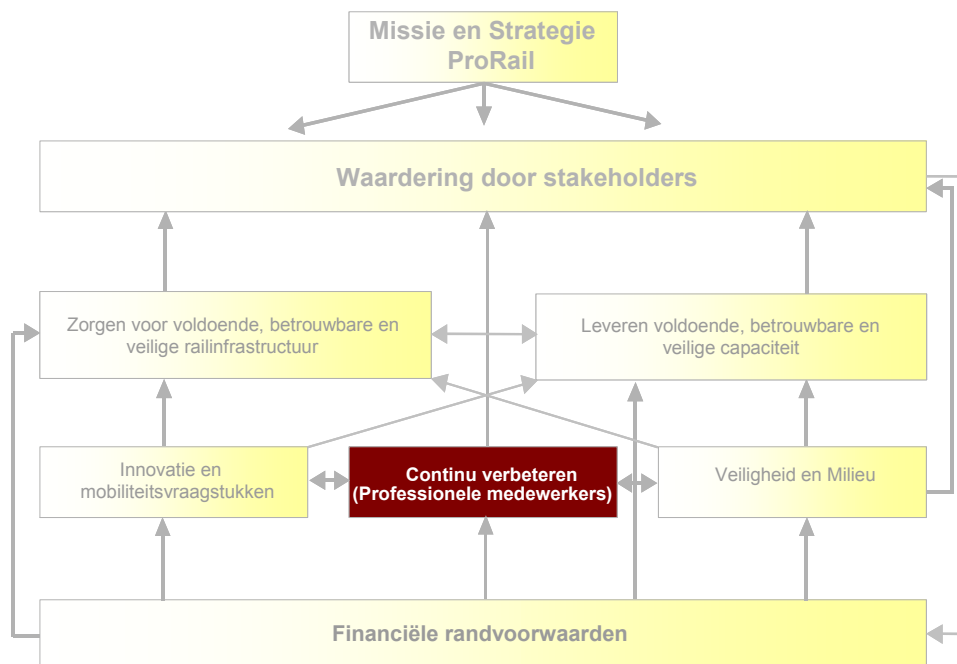 Missie en Strategie
ProRail
Waardering door stakeholders
Zorgen voor voldoende, betrouwbare en
veilige railinfrastructuur
Leveren voldoende, betrouwbare en
veilige capaciteit
Innovatie en
mobiliteitsvraagstukken
Continu verbeteren
(Professionele medewerkers)
Veiligheid en Milieu
Financiële randvoorwaarden